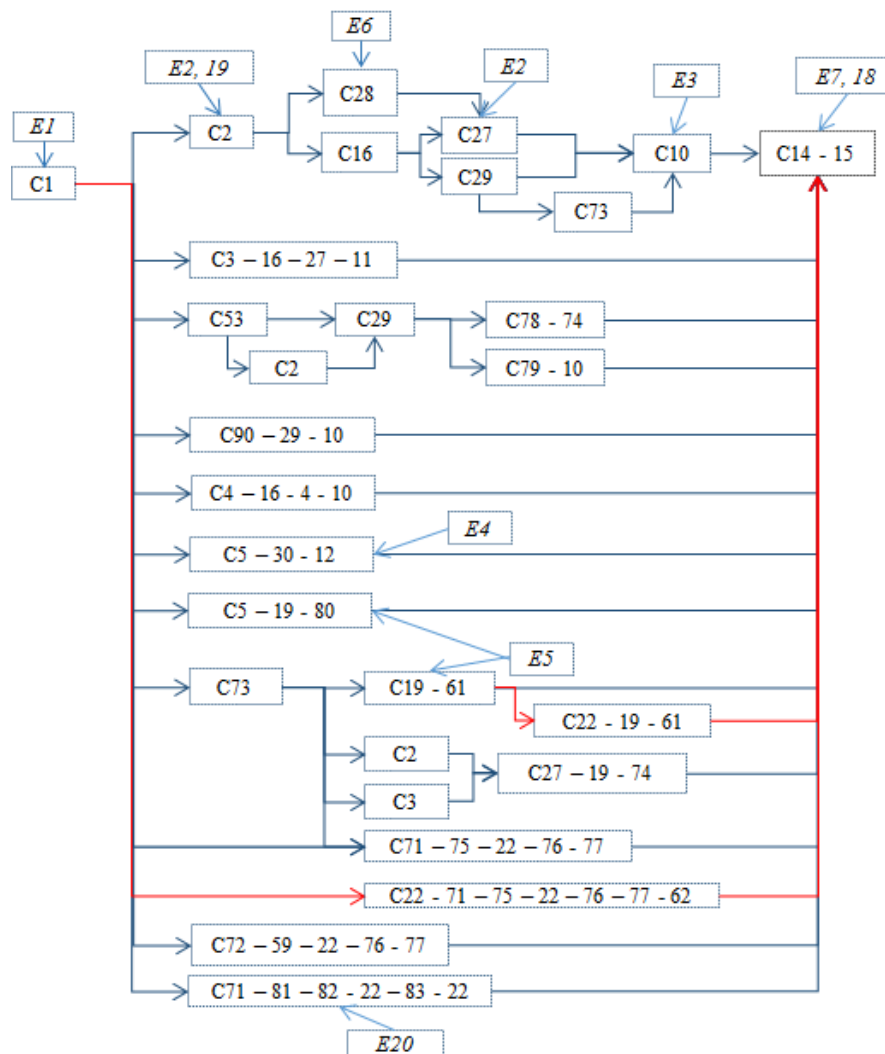 E6
E2, 19
E2
E3
E7, 18
E1
C28
C2
C27
C16
C10
C14 - 15
C29
C1
C73
C3 – 16 – 27 – 11
C53
C29
C78 - 74
C2
C79 - 10
C90 – 29 - 10
C4 – 16 - 4 - 10
E4
C5 – 30 - 12
C5 – 19 - 80
E5
C73
C19 - 61
C22 - 19 - 61
C2
C27 – 19 - 74
C3
C71 – 75 – 22 – 76 - 77
C22 - 71 – 75 – 22 – 76 – 77 - 62
C72 – 59 – 22 – 76 - 77
C71 – 81 – 82 - 22 – 83 - 22
E20